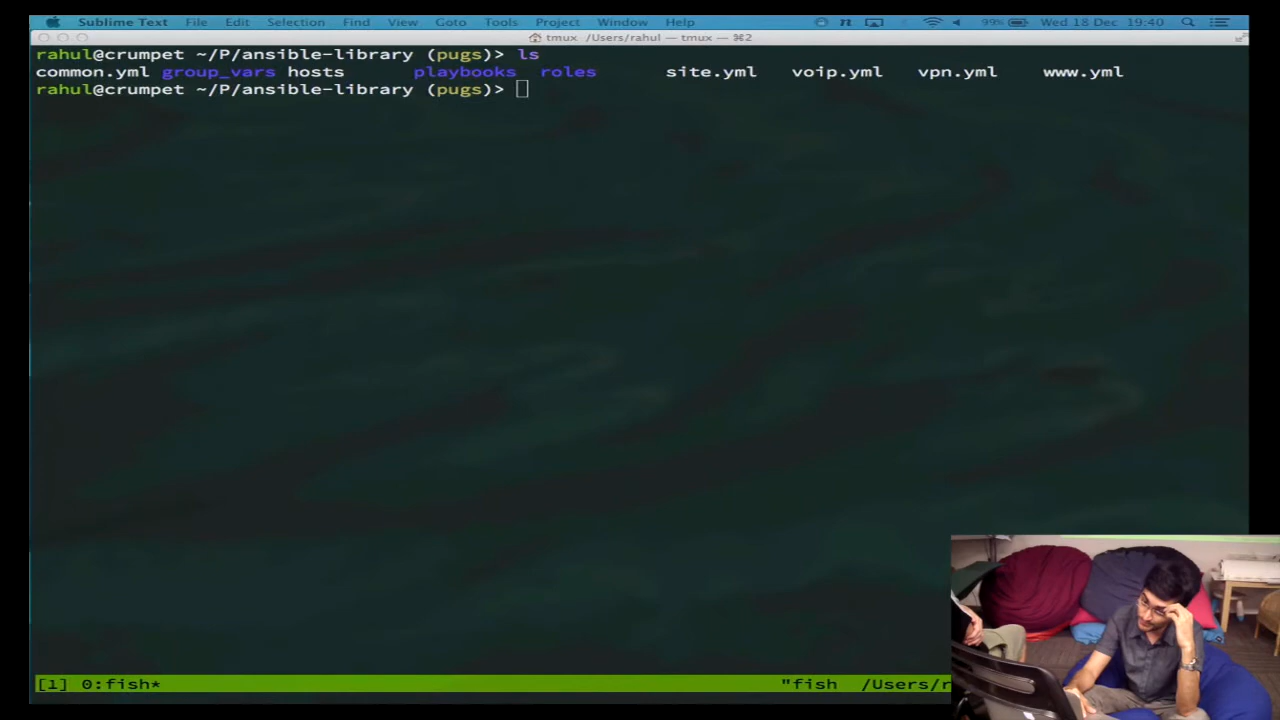 Sublime Text File Edit Selection Find View Goto Tools Project Window Help 99% Wed 18 Dec 19:40
tmux /Users/rahul — tmux — ⌘2
rahul@crumpet ~/P/ansible-library (pugs)> ls
common.yml group_vars hosts playbooks roles site.yml voip.yml vpn.yml www.yml
rahul@crumpet ~/P/ansible-library (pugs)>
[1] 0:fish* "fish /Users/r